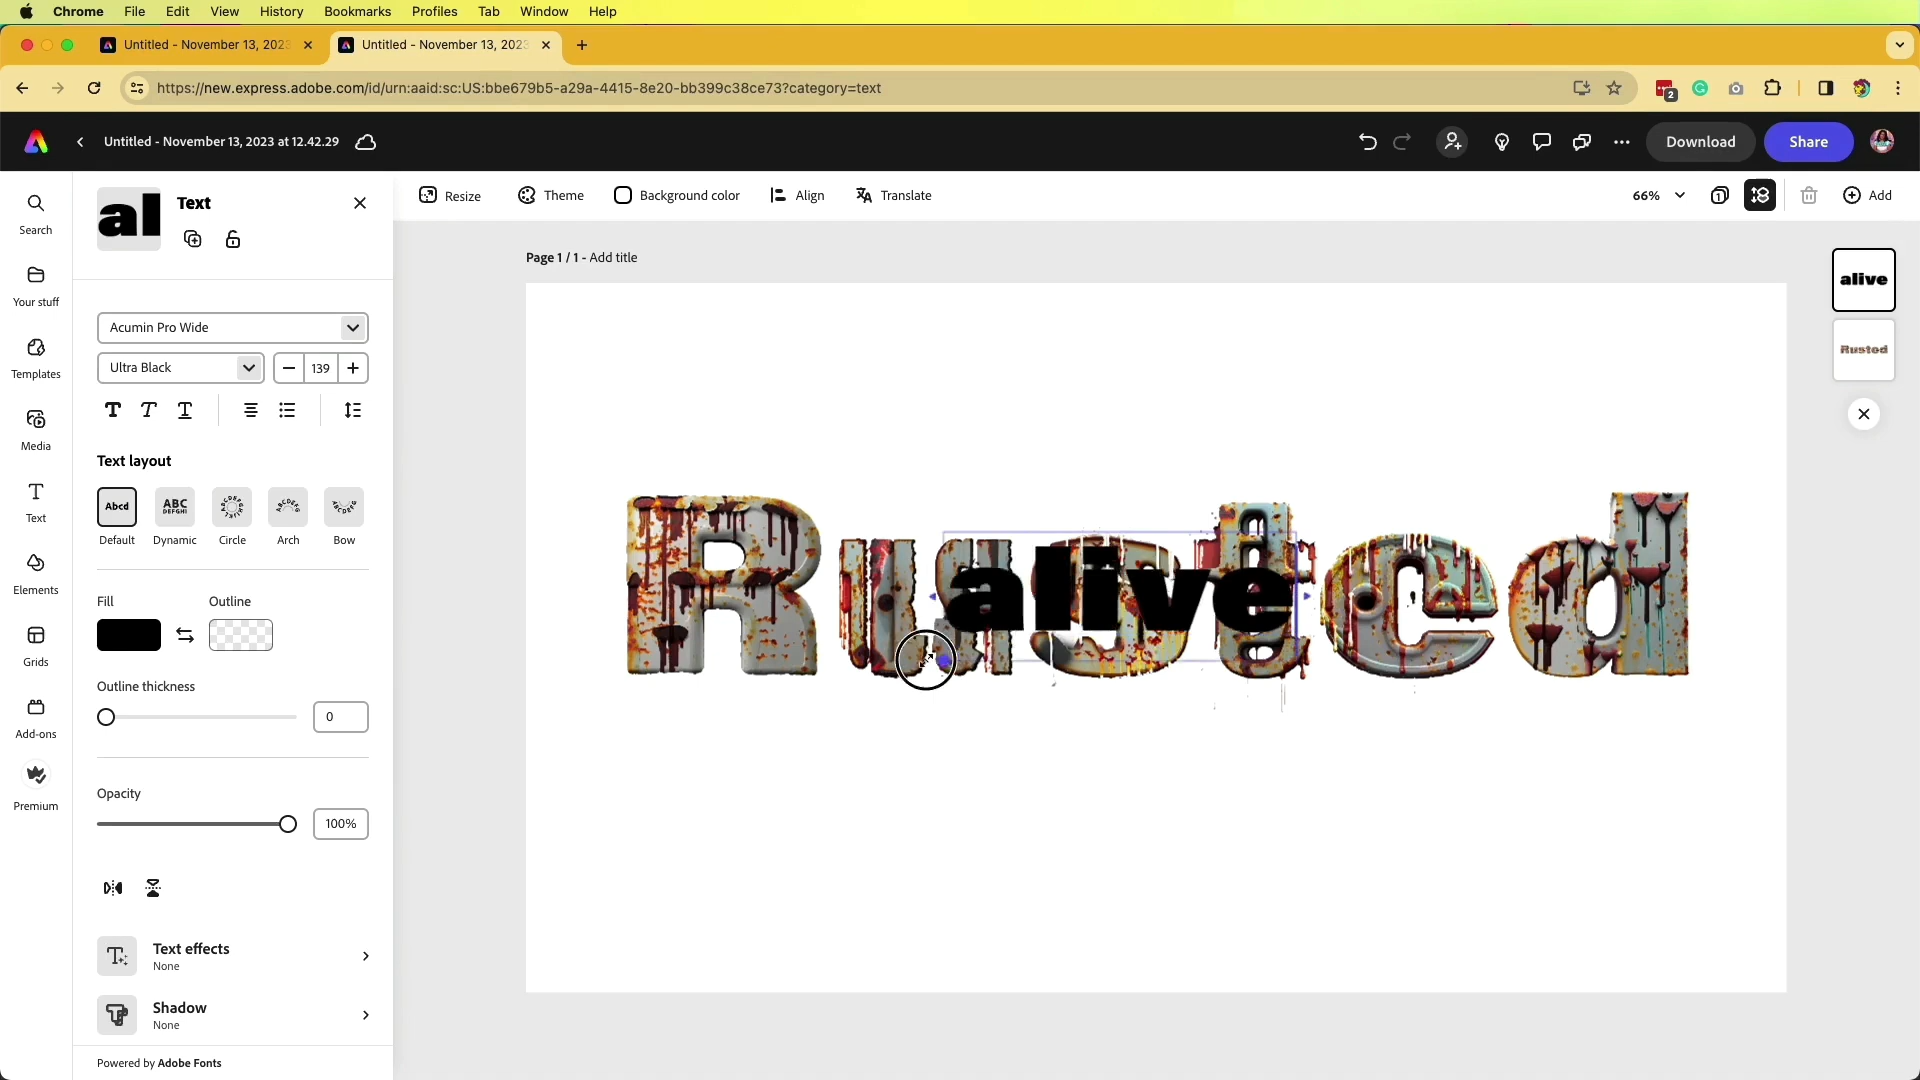 Chrome File Edit View History Bookmarks Profiles Tab Window Help
Untitled - November 13, 2023 Untitled - November 13, 2023
https://new.express.adobe.com/id/urn:aaid:sc:US:bbe679b5-a29a-4415-8e20-bb399c38ce73?category=text
2
Untitled - November 13, 2023 at 12.42.29
Download
Share
Search
Your stuff
Templates
Media
Text
Elements
Grids
Add-ons
Premium
al
Text
Acumin Pro Wide
Ultra Black
139
T T T
Text layout
Abcd
ABC
DEFGHI
Default Dynamic Circle Arch Bow
Fill Outline
Outline thickness
0
Opacity
100%
Text effects
None
Shadow
None
Powered by Adobe Fonts
Resize Theme Background color Align Translate
66%
1
Add
Page 1 / 1 - Add title
Rusted
alive
alive
Rusted